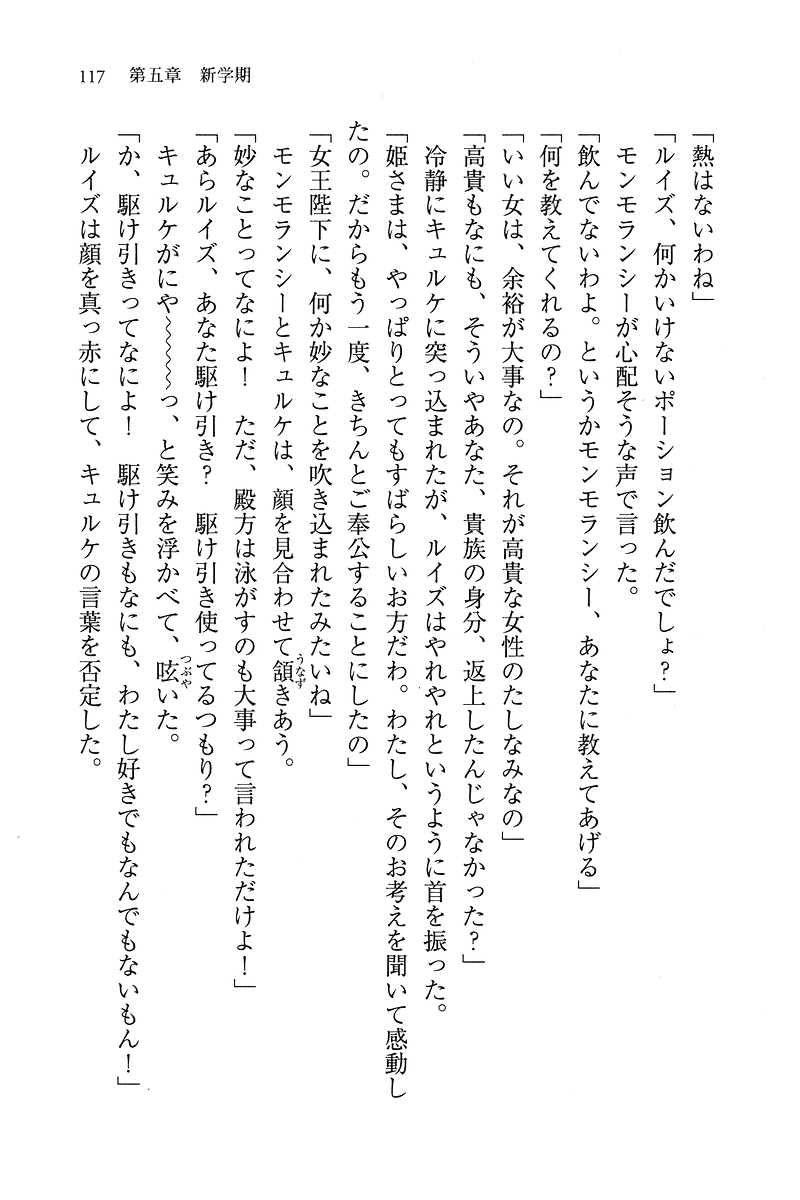 117 第五章 新学期
「熱はないわね」
「ルイズ、何かいけないポーション飲んだでしょ?」
モンモランシーが心配そうな声で言った。
「飲んでないわよ。というかモンモランシー、あなたに教えてあげる」
「何を教えてくれるの?」
「いい女は、余裕が大事なの。それが高貴な女性のたしなみなの」
「高貴もなにも、そういやあなた、貴族の身分、返上したんじゃなかった?」
冷静にキュルケに突っ込まれたが、ルイズはやれやれというように首を振った。
「姫さまは、やっぱりとってもすばらしいお方だわ。わたし、そのお考えを聞いて感動し
たの。だからもう一度、きちんとご奉公することにしたの」
「女王陛下に、何か妙なことを吹き込まれたみたいね」
モンモランシーとキュルケは、顔を見合わせて頷きあう。
「妙なことってなによ! ただ、殿方は泳がすのも大事って言われただけよ!」
「あらルイズ、あなた駆け引き? 駆け引き使ってるつもり?」
キュルケがにや〜〜〜〜っ、と笑みを浮かべて、呟いた。
「か、駆け引きってなによ! 駆け引きもなにも、わたし好きでもなんでもないもん!」
ルイズは顔を真っ赤にして、キュルケの言葉を否定した。